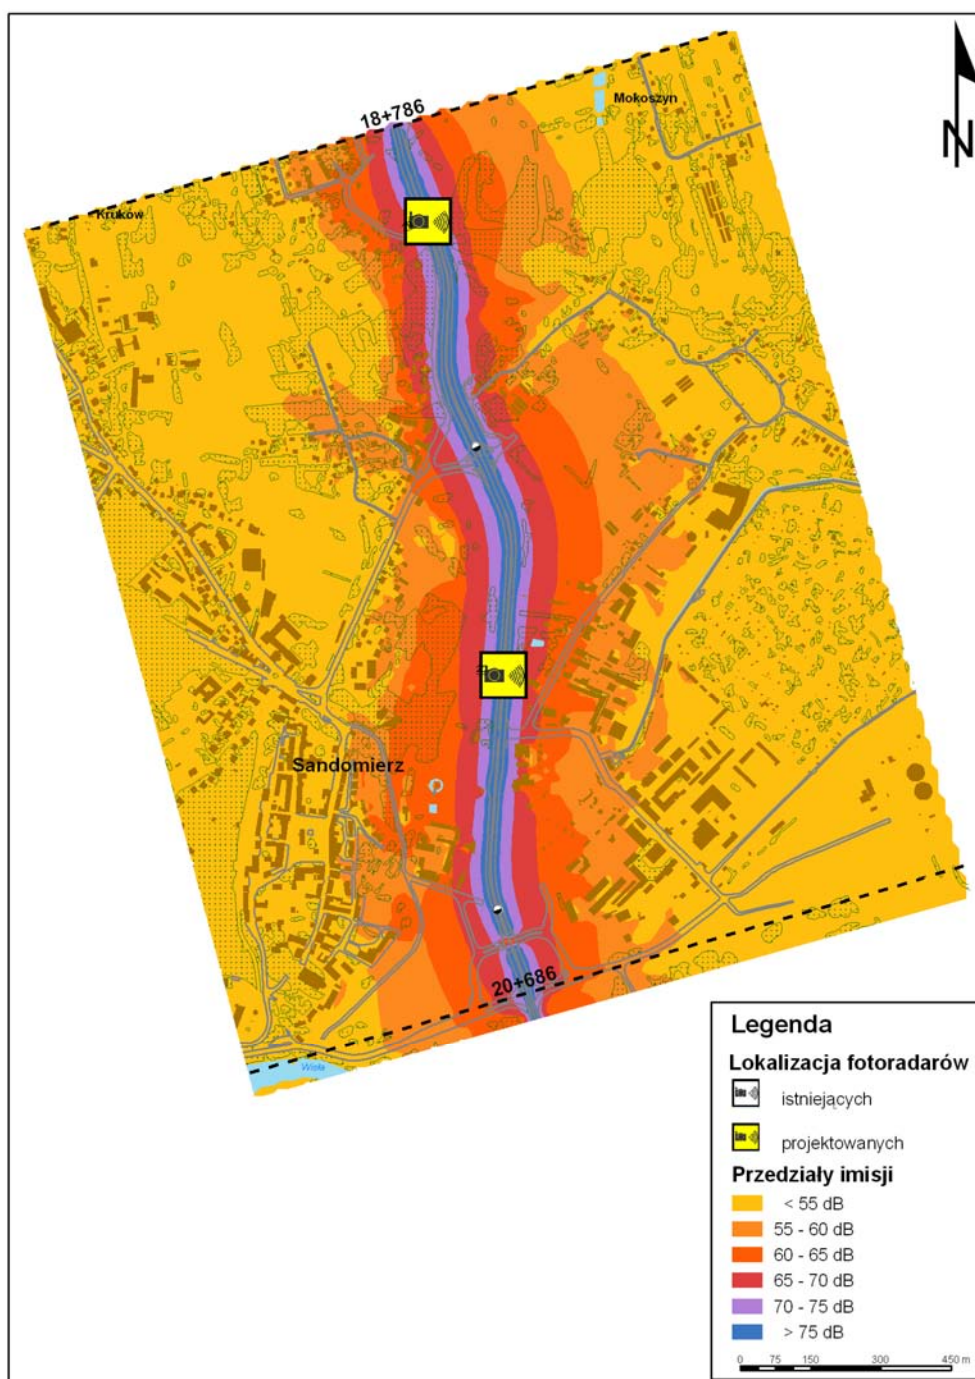 18+786
Mokoszyn
N
Kruków
Sandomierz
20+686
Wisła
Legenda
Lokalizacja fotoradarów
istniejących
projektowanych
Przedziały imisji
< 55 dB
55 - 60 dB
60 - 65 dB
65 - 70 dB
70 - 75 dB
> 75 dB
0 75 150 300 450 m